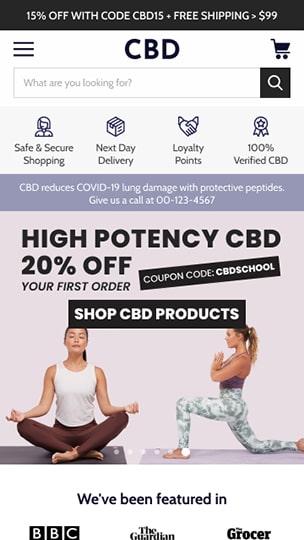 15% OFF WITH CODE CBD15 + FREE SHIPPING > $99
CBD
What are you looking for?
Safe & Secure
Shopping
Next Day
Delivery
Loyalty
Points
100%
Verified CBD
CBD reduces COVID-19 lung damage with protective peptides.
Give us a call at 00-123-4567
HIGH POTENCY CBD
20% OFF
COUPON CODE: CBDSCHOOL
YOUR FIRST ORDER
SHOP CBD PRODUCTS
We've been featured in
BBC
The
Guardian
The
Grocer